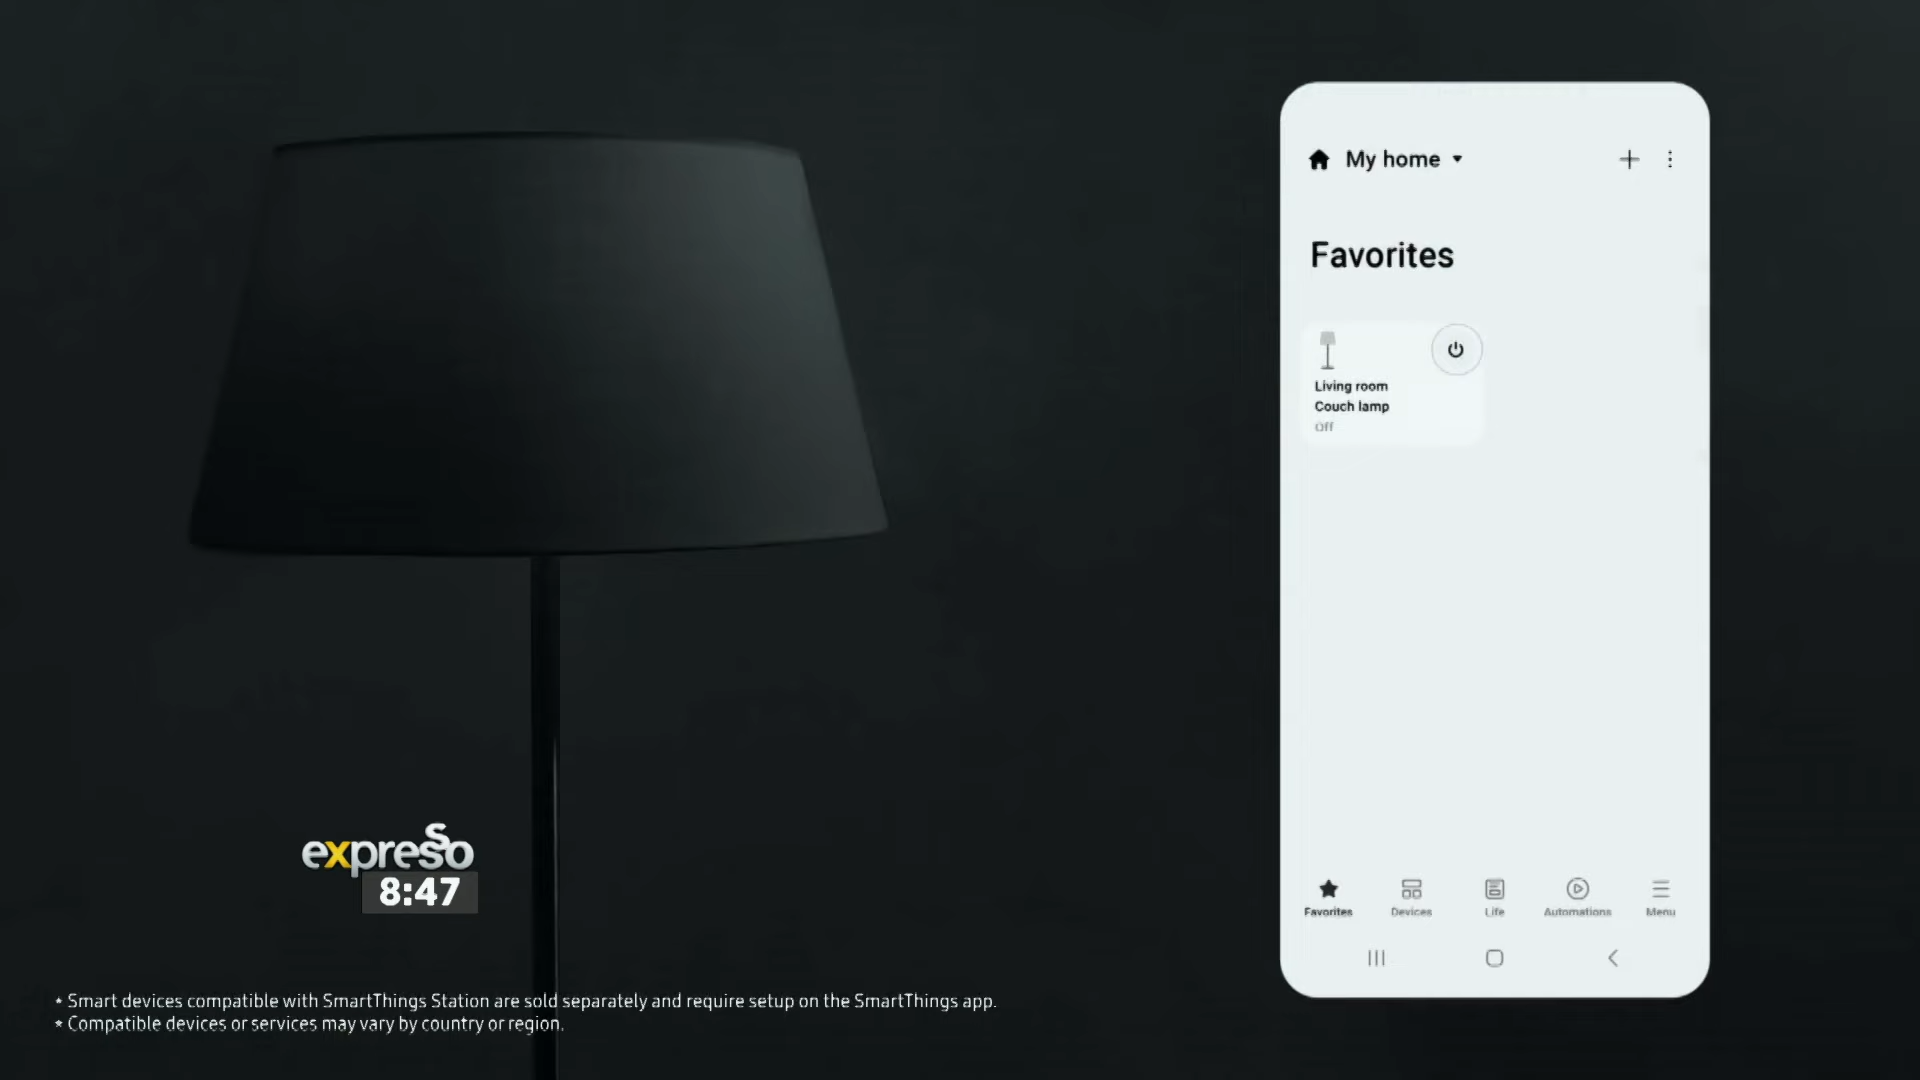 My home
Favorites
Living room
Couch lamp
Off
Favorites
Devices
Life
Automations
Menu
expresso
8:47
* Smart devices compatible with SmartThings Station are sold separately and require setup on the SmartThings app.
* Compatible devices or services may vary by country or region.